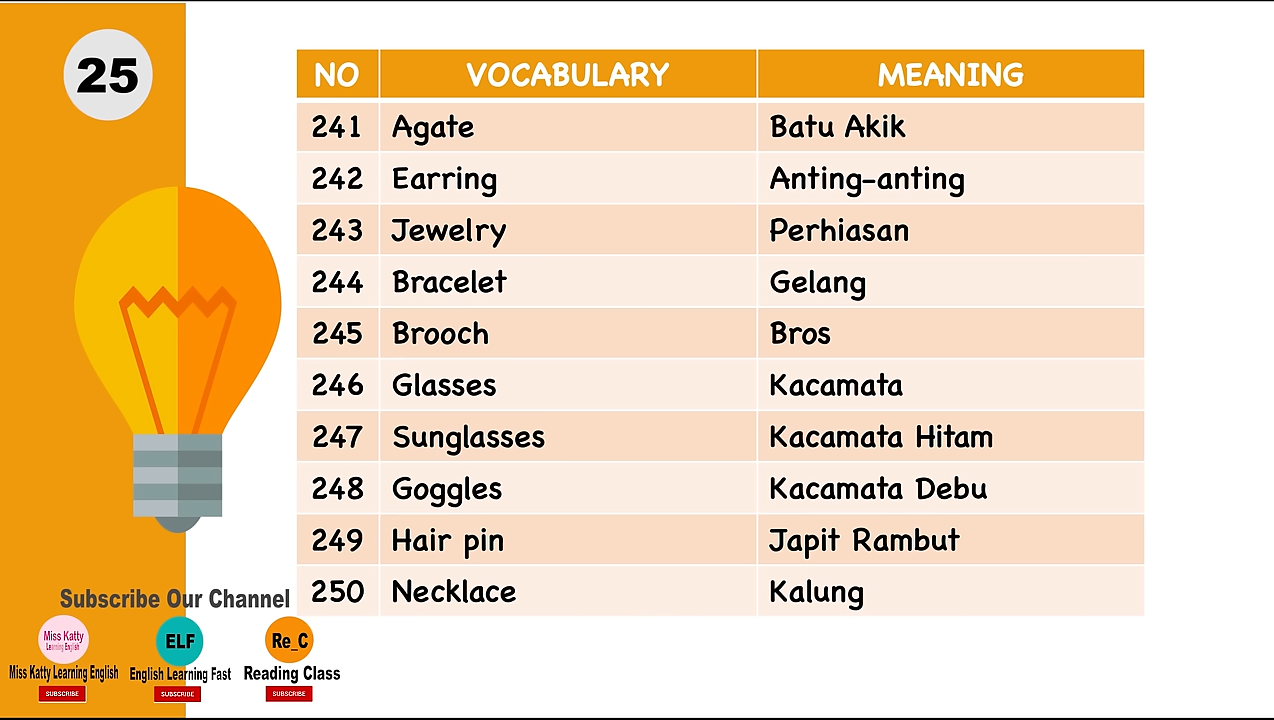 25
NO VOCABULARY MEANING
241 Agate Batu Akik
242 Earring Anting-anting
243 Jewelry Perhiasan
244 Bracelet Gelang
245 Brooch Bros
246 Glasses Kacamata
247 Sunglasses Kacamata Hitam
248 Goggles Kacamata Debu
249 Hair pin Japit Rambut
250 Necklace Kalung
Subscribe Our Channel
Miss Katty
Learning English
ELF
Re_C
Miss Katty Learning English
English Learning Fast
Reading Class
SUBSCRIBE
SUBSCRIBE
SUBSCRIBE